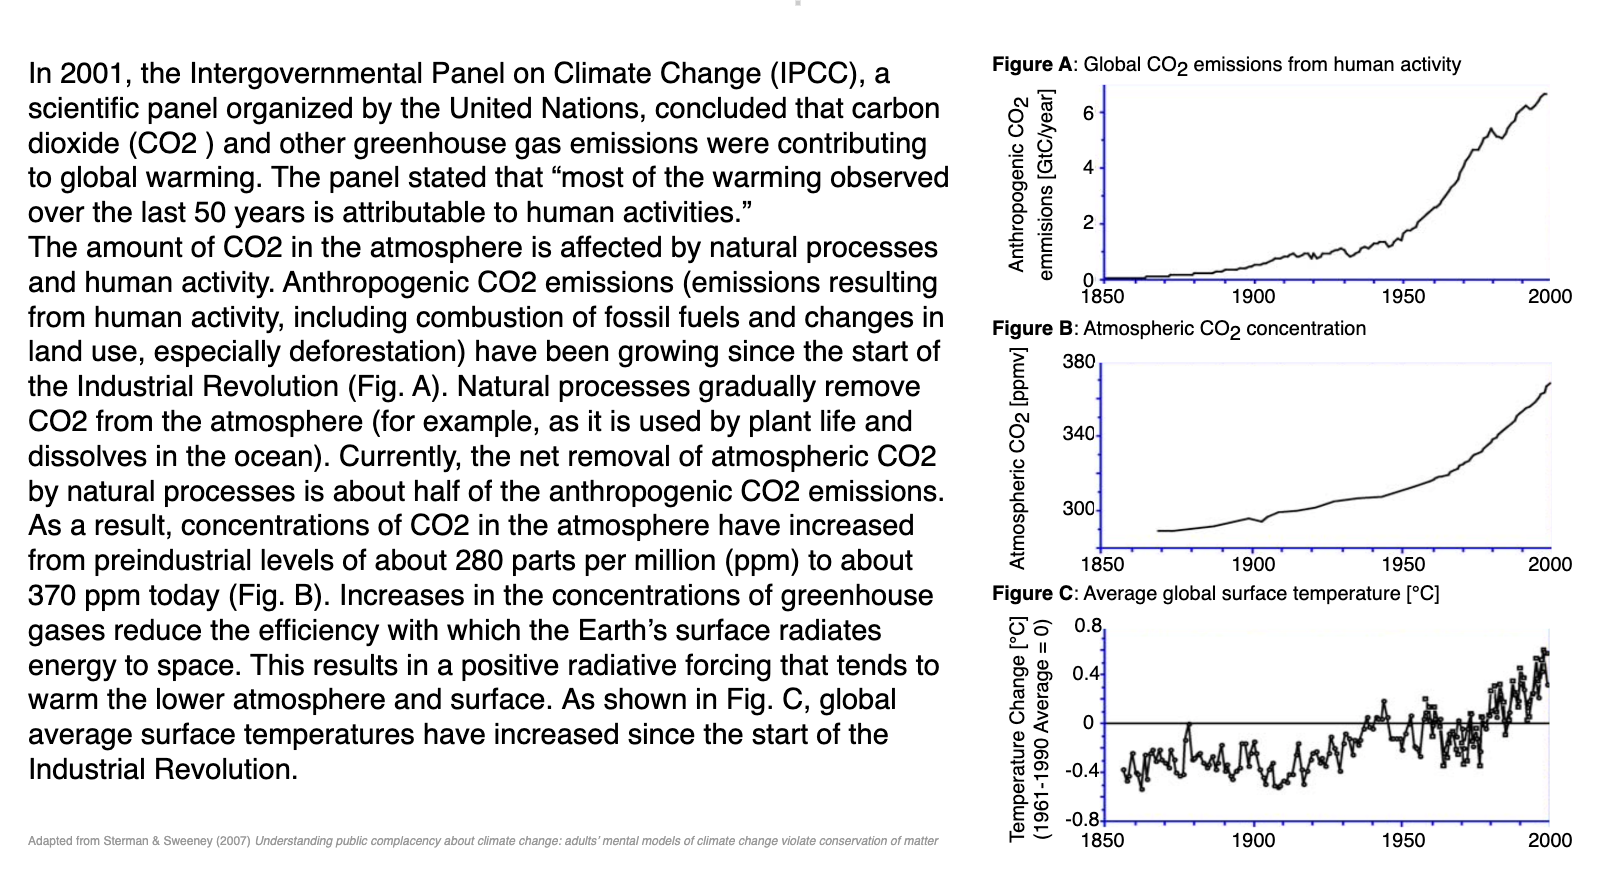 In 2001, the Intergovernmental Panel on Climate Change (IPCC), a
scientific panel organized by the United Nations, concluded that carbon
dioxide (CO2 ) and other greenhouse gas emissions were contributing
to global warming. The panel stated that “most of the warming observed
over the last 50 years is attributable to human activities.”
The amount of CO2 in the atmosphere is affected by natural processes
and human activity. Anthropogenic CO2 emissions (emissions resulting
from human activity, including combustion of fossil fuels and changes in
land use, especially deforestation) have been growing since the start of
the Industrial Revolution (Fig. A). Natural processes gradually remove
CO2 from the atmosphere (for example, as it is used by plant life and
dissolves in the ocean). Currently, the net removal of atmospheric CO2
by natural processes is about half of the anthropogenic CO2 emissions.
As a result, concentrations of CO2 in the atmosphere have increased
from preindustrial levels of about 280 parts per million (ppm) to about
370 ppm today (Fig. B). Increases in the concentrations of greenhouse
gases reduce the efficiency with which the Earth’s surface radiates
energy to space. This results in a positive radiative forcing that tends to
warm the lower atmosphere and surface. As shown in Fig. C, global
average surface temperatures have increased since the start of the
Industrial Revolution.
Adapted from Sterman & Sweeney (2007) Understanding public complacency about climate change: adults’ mental models of climate change violate conservation of matter
Figure A: Global CO2 emissions from human activity
Anthropogenic CO2
emmisions [GtC/year]
6
4
2
0
1850 1900 1950 2000
Figure B: Atmospheric CO2 concentration
Atmospheric CO2 [ppmv]
380
340
300
1850 1900 1950 2000
Figure C: Average global surface temperature [°C]
Temperature Change [°C]
(1961-1990 Average = 0)
0.8
0.4
0
-0.4
-0.8
1850 1900 1950 2000